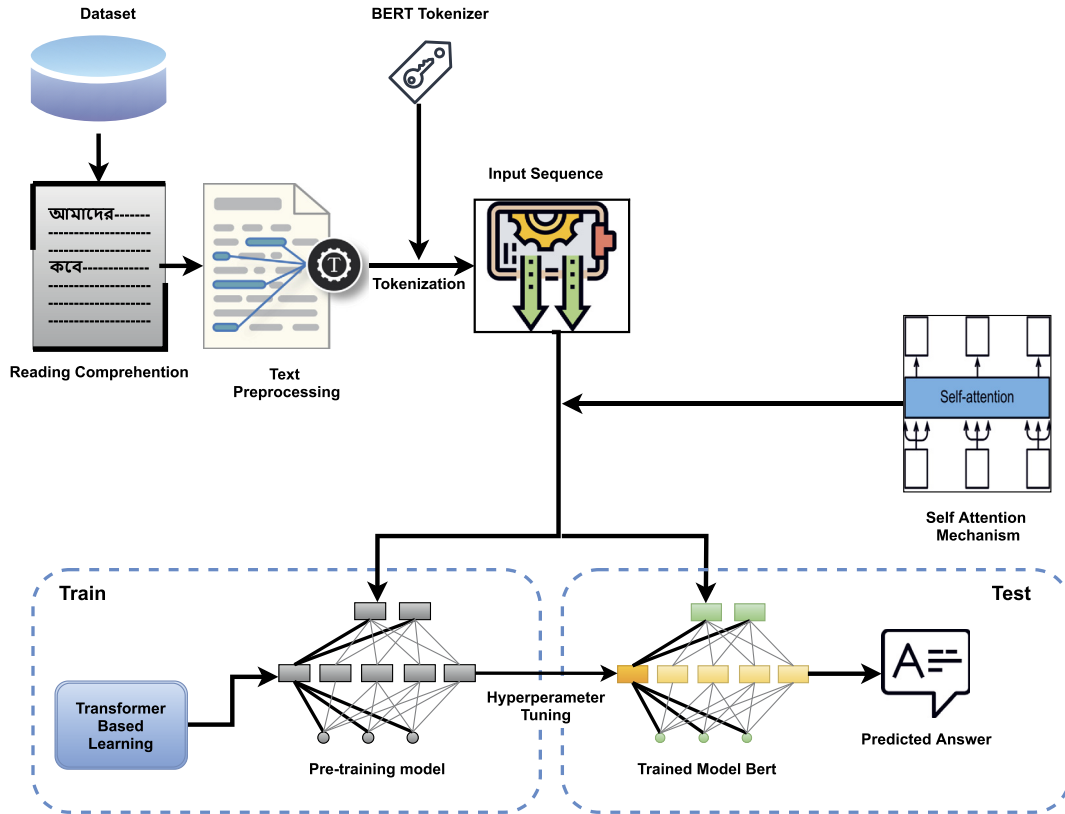 Dataset
BERT Tokenizer
আমাদের-------
কবে-------------
Input Sequence
T
Tokenization
Reading Comprehention
Text
Preprocessing
Self-attention
Self Attention
Mechanism
Train
Test
Transformer
Based
Learning
Hyperperameter
Tuning
A
Pre-training model
Trained Model Bert
Predicted Answer